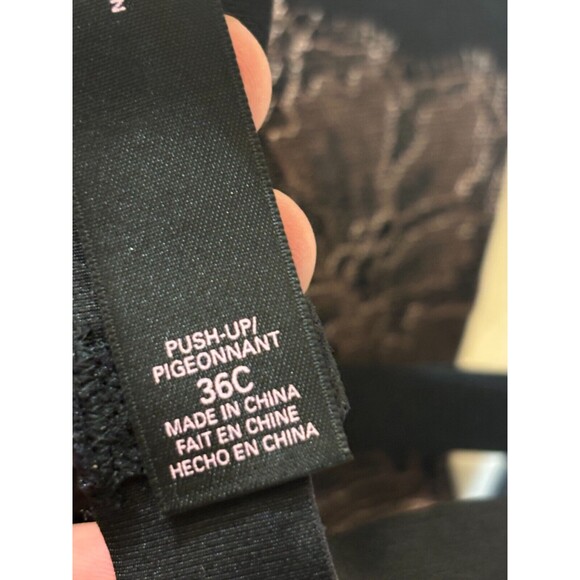 PUSH-UP/
PIGEONNANT
36C
MADE IN CHINA
FAIT EN CHINE
HECHO EN CHINA